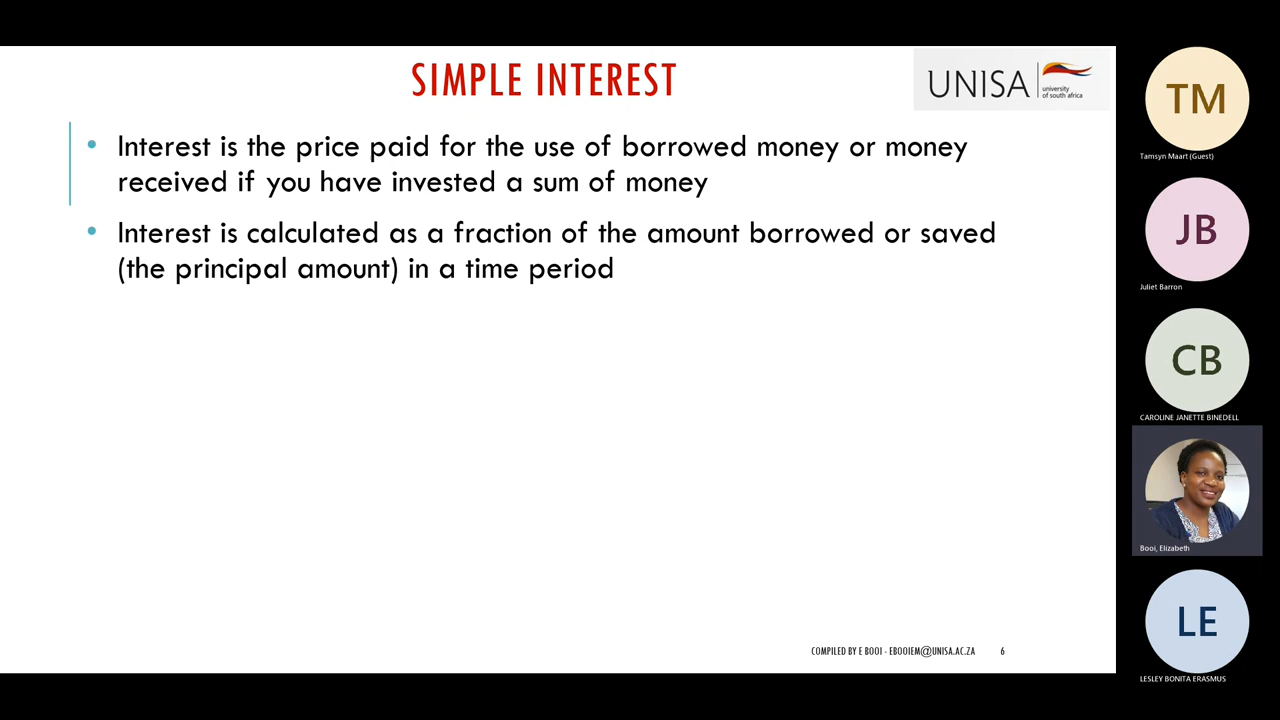 SIMPLE INTEREST
UNISA
university
of south africa
• Interest is the price paid for the use of borrowed money or money
received if you have invested a sum of money
• Interest is calculated as a fraction of the amount borrowed or saved
(the principal amount) in a time period
COMPILED BY E BOOI - EBOOIEM@UNISA.AC.ZA 6
TM
Tamsyn Maart (Guest)
JB
Juliet Barron
CB
CAROLINE JANETTE BINEDELL
Booi, Elizabeth
LE
LESLEY BONITA ERASMUS